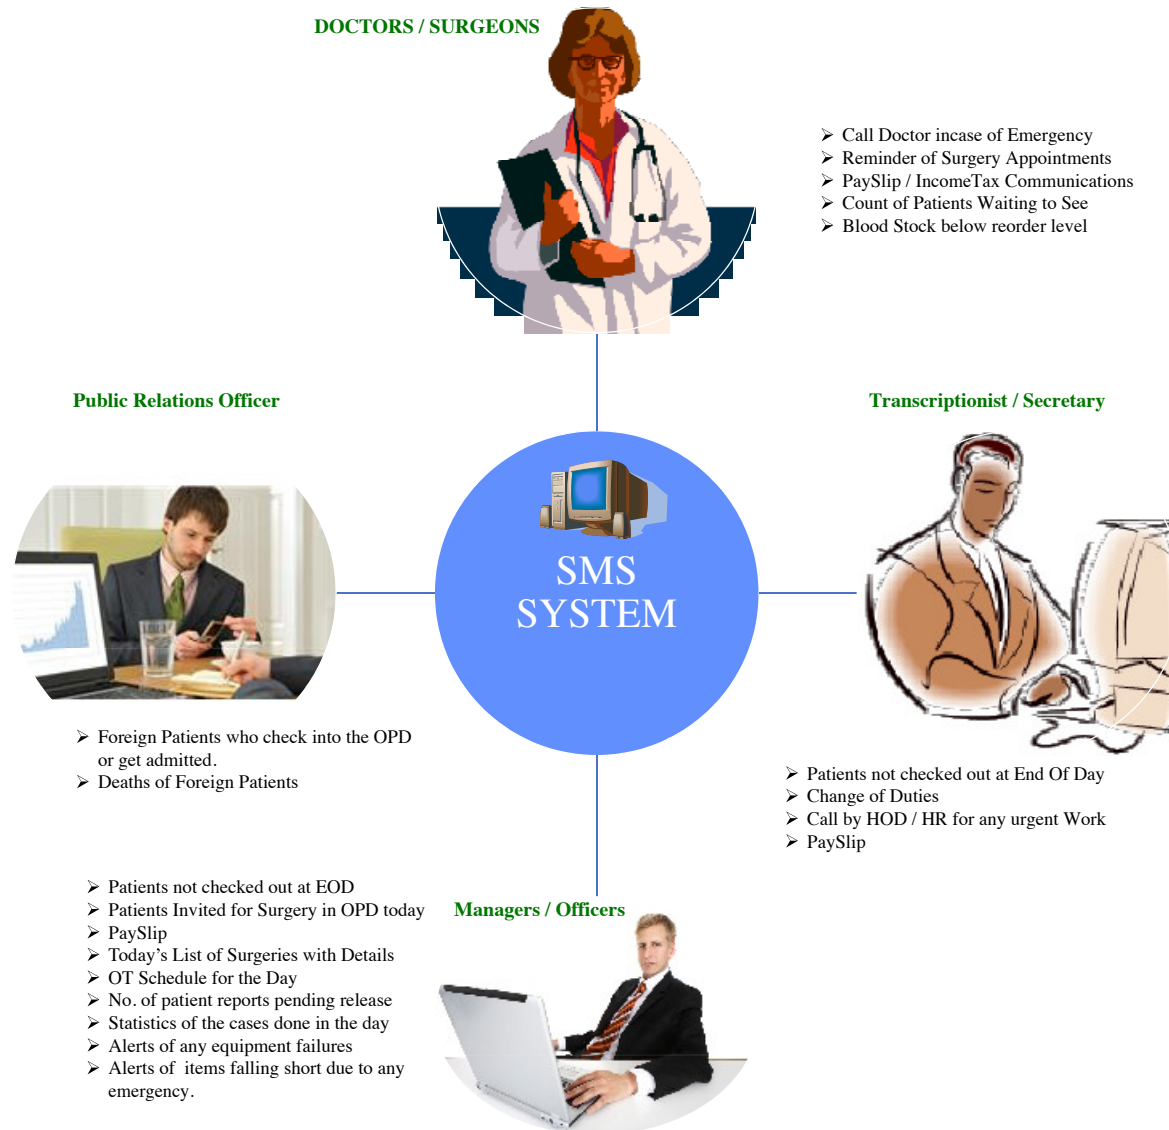 DOCTORS / SURGEONS
➢ Call Doctor incase of Emergency
➢ Reminder of Surgery Appointments
➢ PaySlip / IncomeTax Communications
➢ Count of Patients Waiting to See
➢ Blood Stock below reorder level
Public Relations Officer
Transcriptionist / Secretary
SMS
SYSTEM
➢ Foreign Patients who check into the OPD
or get admitted.
➢ Deaths of Foreign Patients
➢ Patients not checked out at End Of Day
➢ Change of Duties
➢ Call by HOD / HR for any urgent Work
➢ PaySlip
➢ Patients not checked out at EOD
➢ Patients Invited for Surgery in OPD today
➢ PaySlip
➢ Today’s List of Surgeries with Details
➢ OT Schedule for the Day
➢ No. of patient reports pending release
➢ Statistics of the cases done in the day
➢ Alerts of any equipment failures
➢ Alerts of  items falling short due to any
emergency.
Managers / Officers